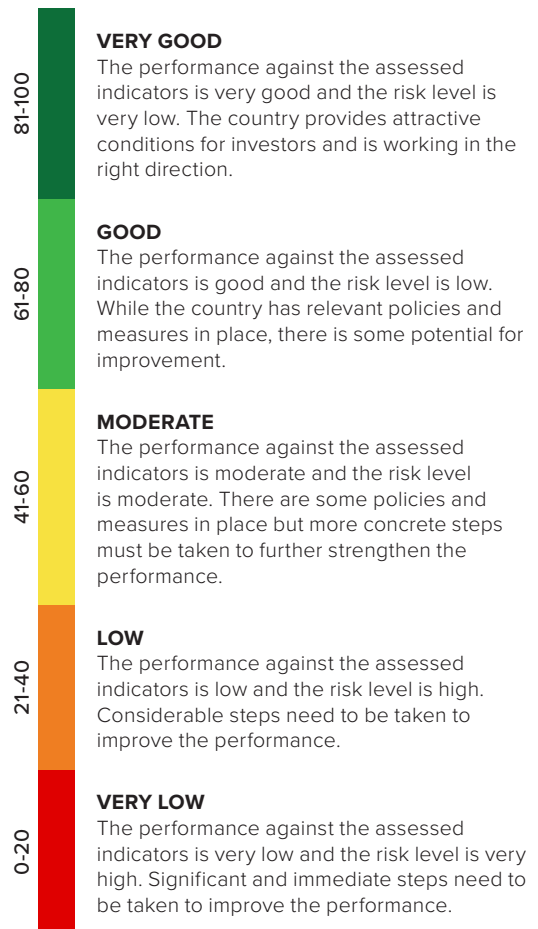 81-100
VERY GOOD
The performance against the assessed
indicators is very good and the risk level is
very low. The country provides attractive
conditions for investors and is working in the
right direction.
61-80
GOOD
The performance against the assessed
indicators is good and the risk level is low.
While the country has relevant policies and
measures in place, there is some potential for
improvement.
41-60
MODERATE
The performance against the assessed
indicators is moderate and the risk level
is moderate. There are some policies and
measures in place but more concrete steps
must be taken to further strengthen the
performance.
21-40
LOW
The performance against the assessed
indicators is low and the risk level is high.
Considerable steps need to be taken to
improve the performance.
0-20
VERY LOW
The performance against the assessed
indicators is very low and the risk level is very
high. Significant and immediate steps need to
be taken to improve the performance.